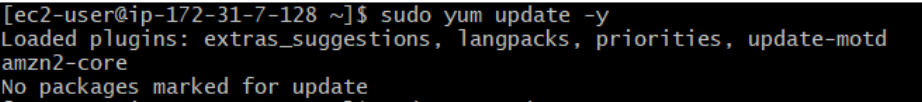 [ec2-user@ip-172-31-7-128 ~]$ sudo yum update -y
Loaded plugins: extras_suggestions, langpacks, priorities, update-motd
amzn2-core
No packages marked for update